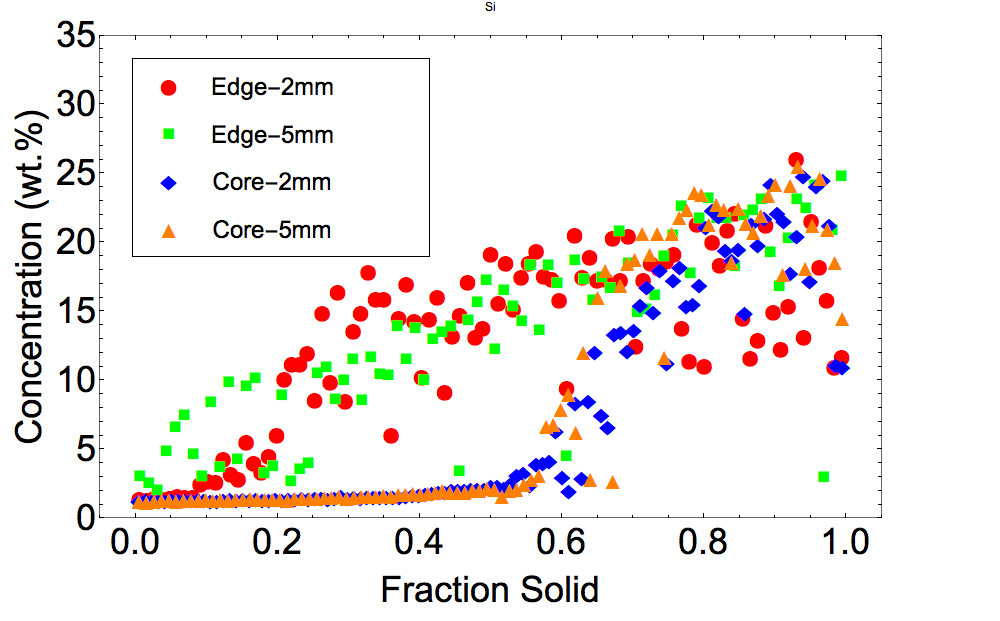 Si
Concentration (wt.%)
35
30
25
20
15
10
5
0
Edge−2mm
Edge−5mm
Core−2mm
Core−5mm
0.0 0.2 0.4 0.6 0.8 1.0
Fraction Solid